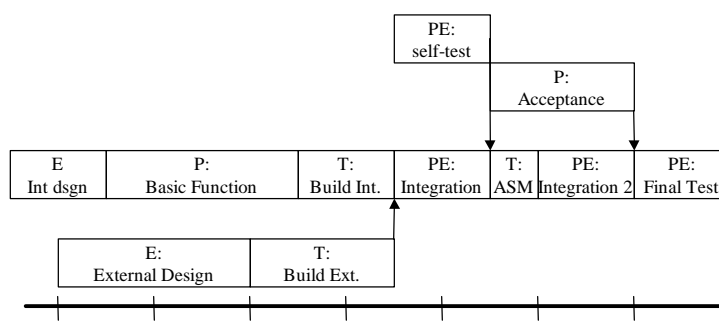 PE:
self-test
P:
Acceptance
E
Int dsgn
P:
Basic Function
T:
Build Int.
PE:
Integration
T:
ASM
PE:
Integration 2
PE:
Final Test
E:
External Design
T:
Build Ext.